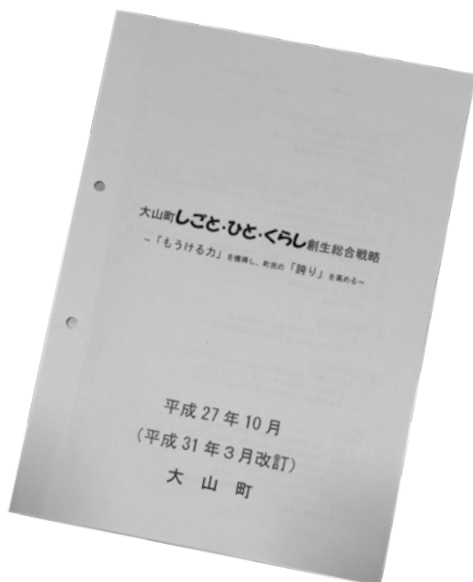 大山町しごと・ひと・くらし創生総合戦略
～「もうける力」を獲得し、町民の「誇り」を高める～
平成27年10月
(平成31年3月改訂)
大山町